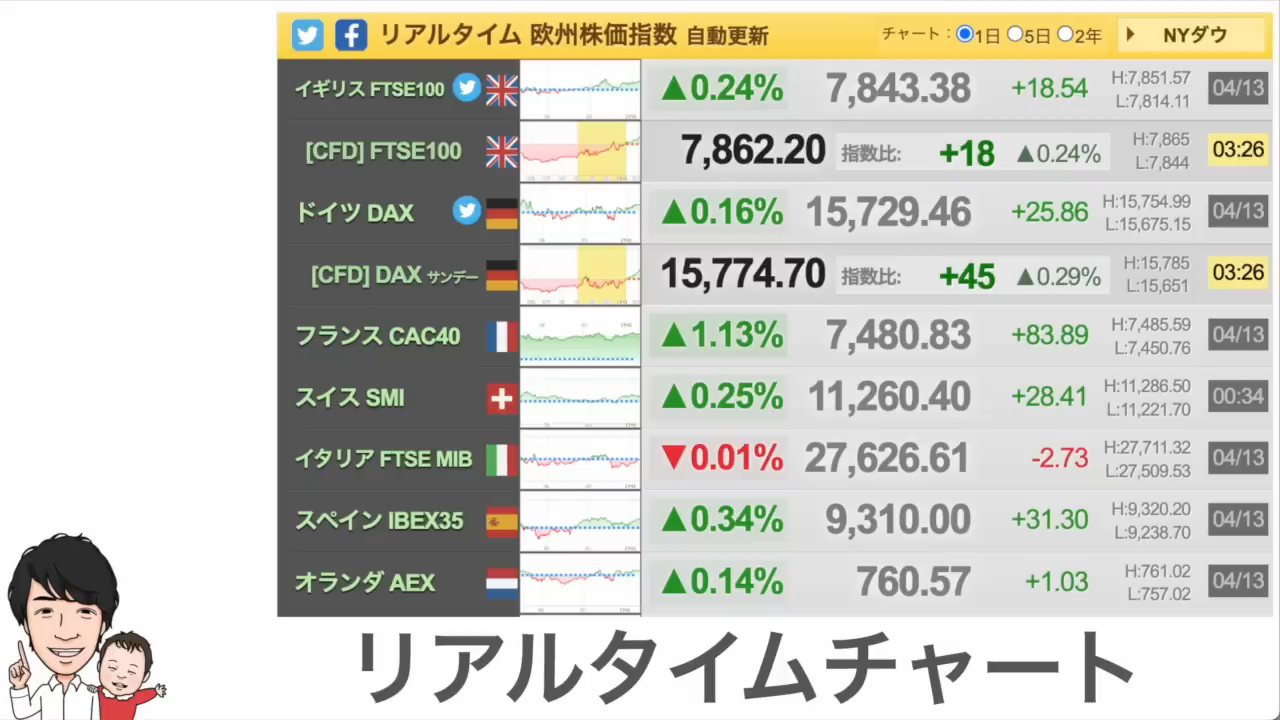 リアルタイム 欧州株価指数 自動更新 チャート: 1日 5日 2年 NYダウ
イギリス FTSE100 ▲0.24% 7,843.38 +18.54 H:7,851.57 L:7,814.11 04/13
[CFD] FTSE100 7,862.20 指数比: +18 ▲0.24% H:7,865 L:7,844 03:26
ドイツ DAX ▲0.16% 15,729.46 +25.86 H:15,754.99 L:15,675.15 04/13
[CFD] DAX サンデー 15,774.70 指数比: +45 ▲0.29% H:15,785 L:15,651 03:26
フランス CAC40 ▲1.13% 7,480.83 +83.89 H:7,485.59 L:7,450.76 04/13
スイス SMI ▲0.25% 11,260.40 +28.41 H:11,286.50 L:11,221.70 00:34
イタリア FTSE MIB ▼0.01% 27,626.61 -2.73 H:27,711.32 L:27,509.53 04/13
スペイン IBEX35 ▲0.34% 9,310.00 +31.30 H:9,320.20 L:9,238.70 04/13
オランダ AEX ▲0.14% 760.57 +1.03 H:761.02 L:757.02 04/13
リアルタイムチャート